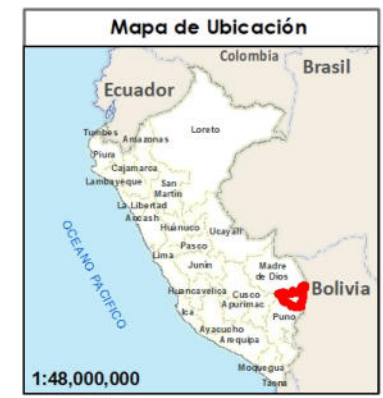 Mapa de Ubicación
Colombia
Brasil
Ecuador
Tumbes
Amazonas
Loreto
Piura
Cajamarca
Lambayeque
San
Martín
La Libertad
Ancash
Huánuco
Ucayali
Pasco
Lima
Junín
Madre
de Dios
Huancavelica
Cusco
Apurimac
Bolivia
Ica
Puno
Ayacucho
Arequipa
Moquegua
Tacna
OCEANO PACIFICO
1:48,000,000